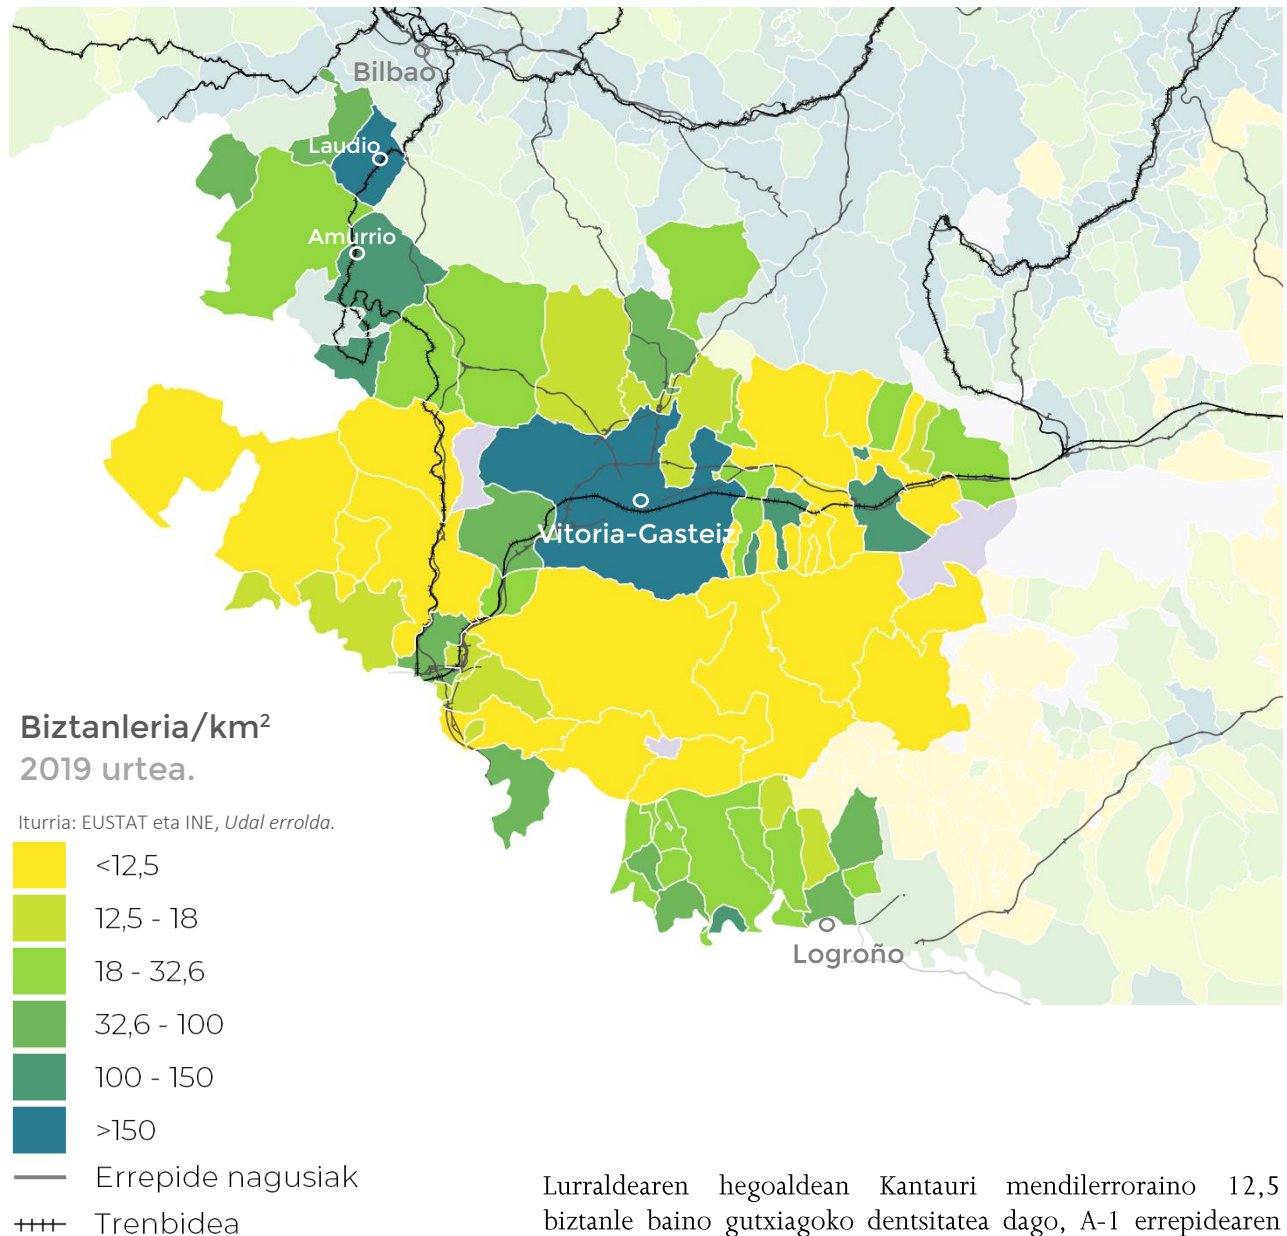 Bilbao
Laudio
Amurrio
Vitoria-Gasteiz
Logroño
Biztanleria/km²
2019 urtea.
Iturria: EUSTAT eta INE, Udal errolda.
<12,5
12,5 - 18
18 - 32,6
32,6 - 100
100 - 150
>150
Errepide nagusiak
Trenbidea
Lurraldearen hegoaldean Kantauri mendilerroraino 12,5
biztanle baino gutxiagoko dentsitatea dago, A-1 errepidearen